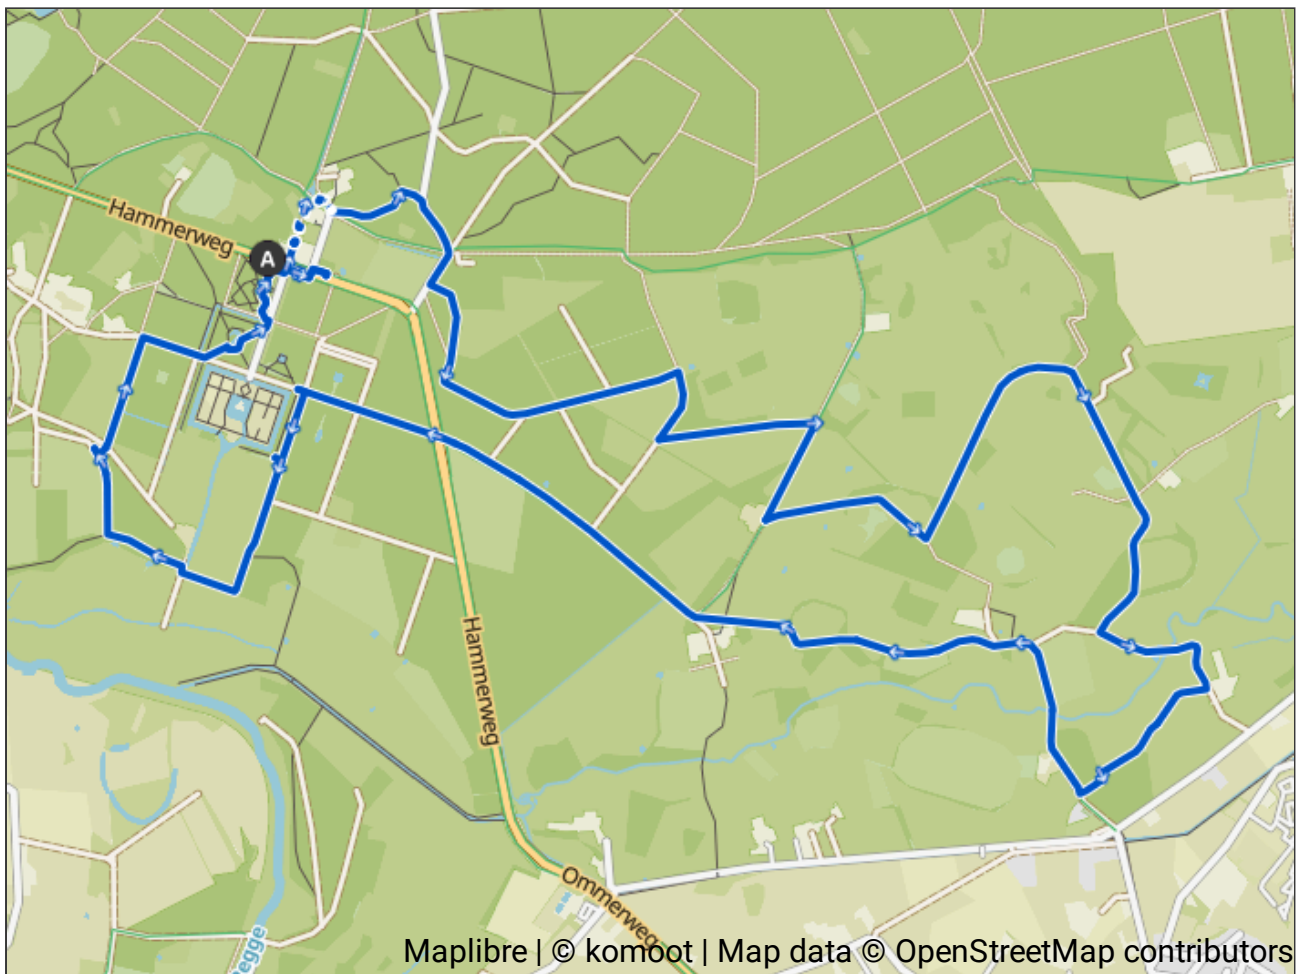 Hammerweg
A
Hammerweg
Ommerweg
Maplibre | © komoot | Map data © OpenStreetMap contributors